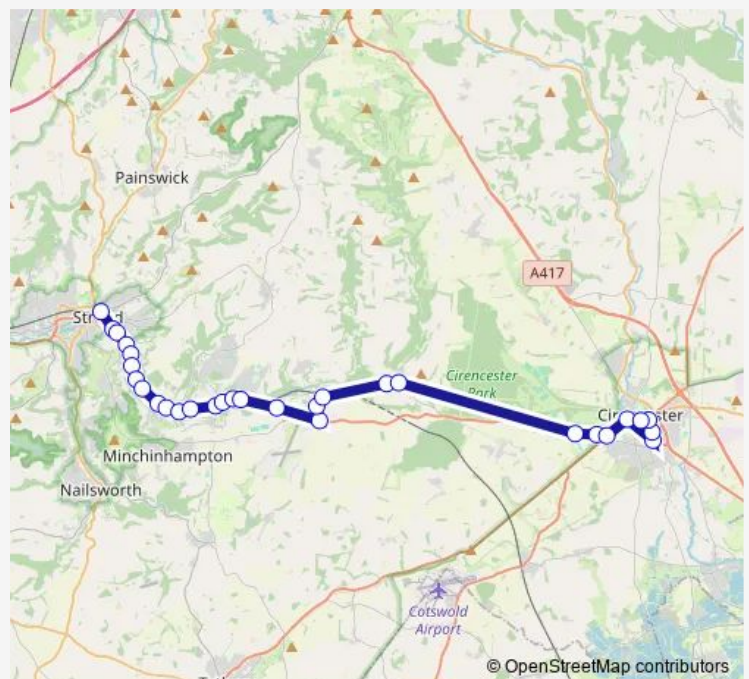 Painswick
A417
Cirencester
Park
Minchinhampton
Nailsworth
Cotswold
Airport
© OpenStreetMap contributors